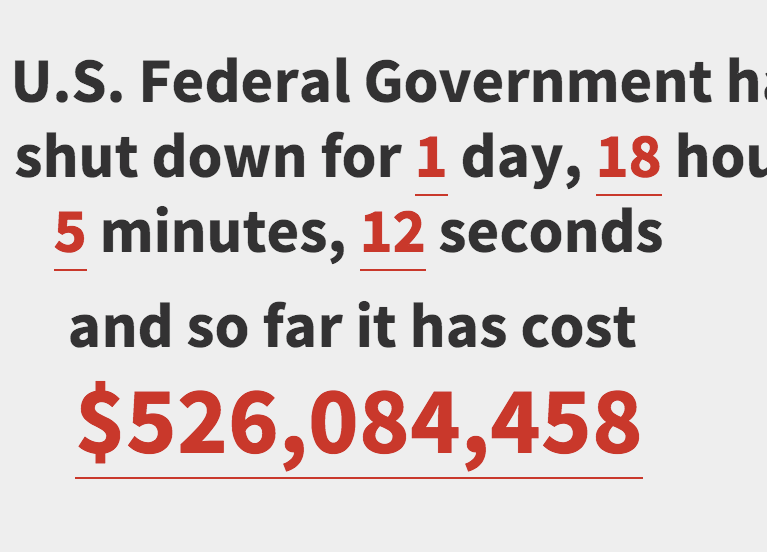 U.S. Federal Government ha
shut down for 1 day, 18 hou
5 minutes, 12 seconds
and so far it has cost
$526,084,458